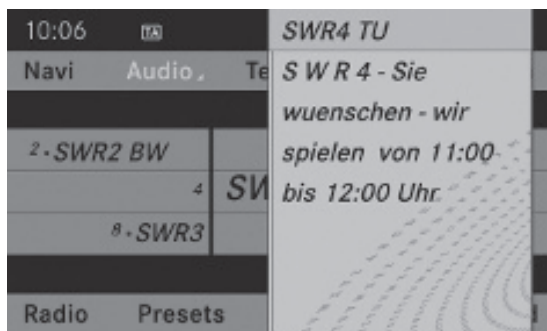 10:06 TA
Navi Audio Te
2·SWR2 BW
4 SW
8·SWR3
Radio Presets
SWR4 TU
S W R 4 - Sie
wuenschen - wir
spielen von 11:00
bis 12:00 Uhr.